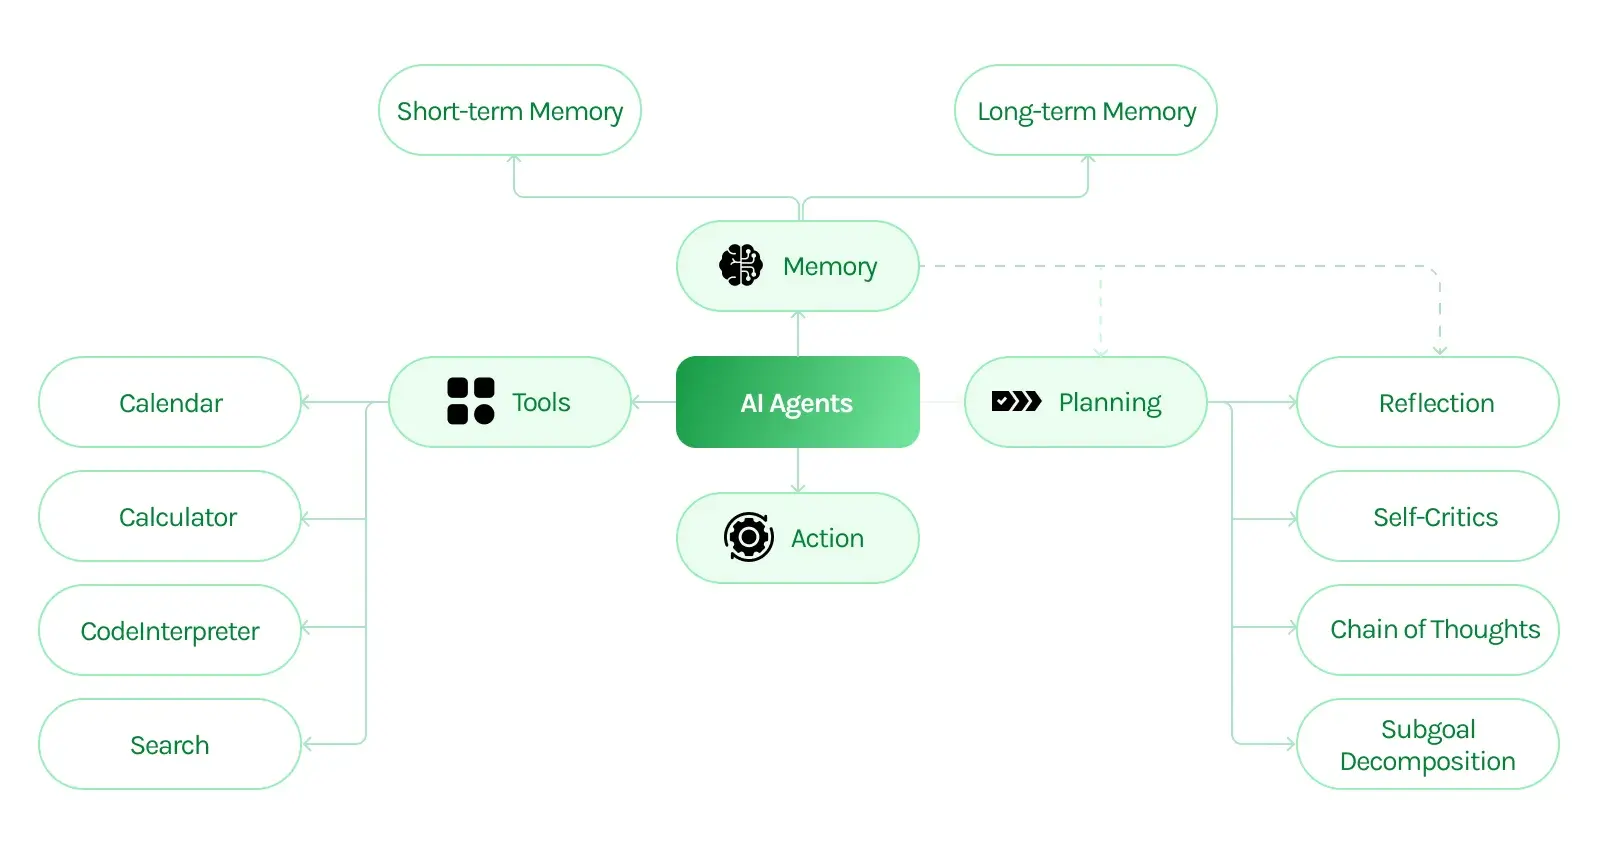 Short-term Memory
Long-term Memory
Memory
Calendar
Tools
AI Agents
Planning
Reflection
Calculator
Action
Self-Critics
CodeInterpreter
Chain of Thoughts
Search
Subgoal
Decomposition